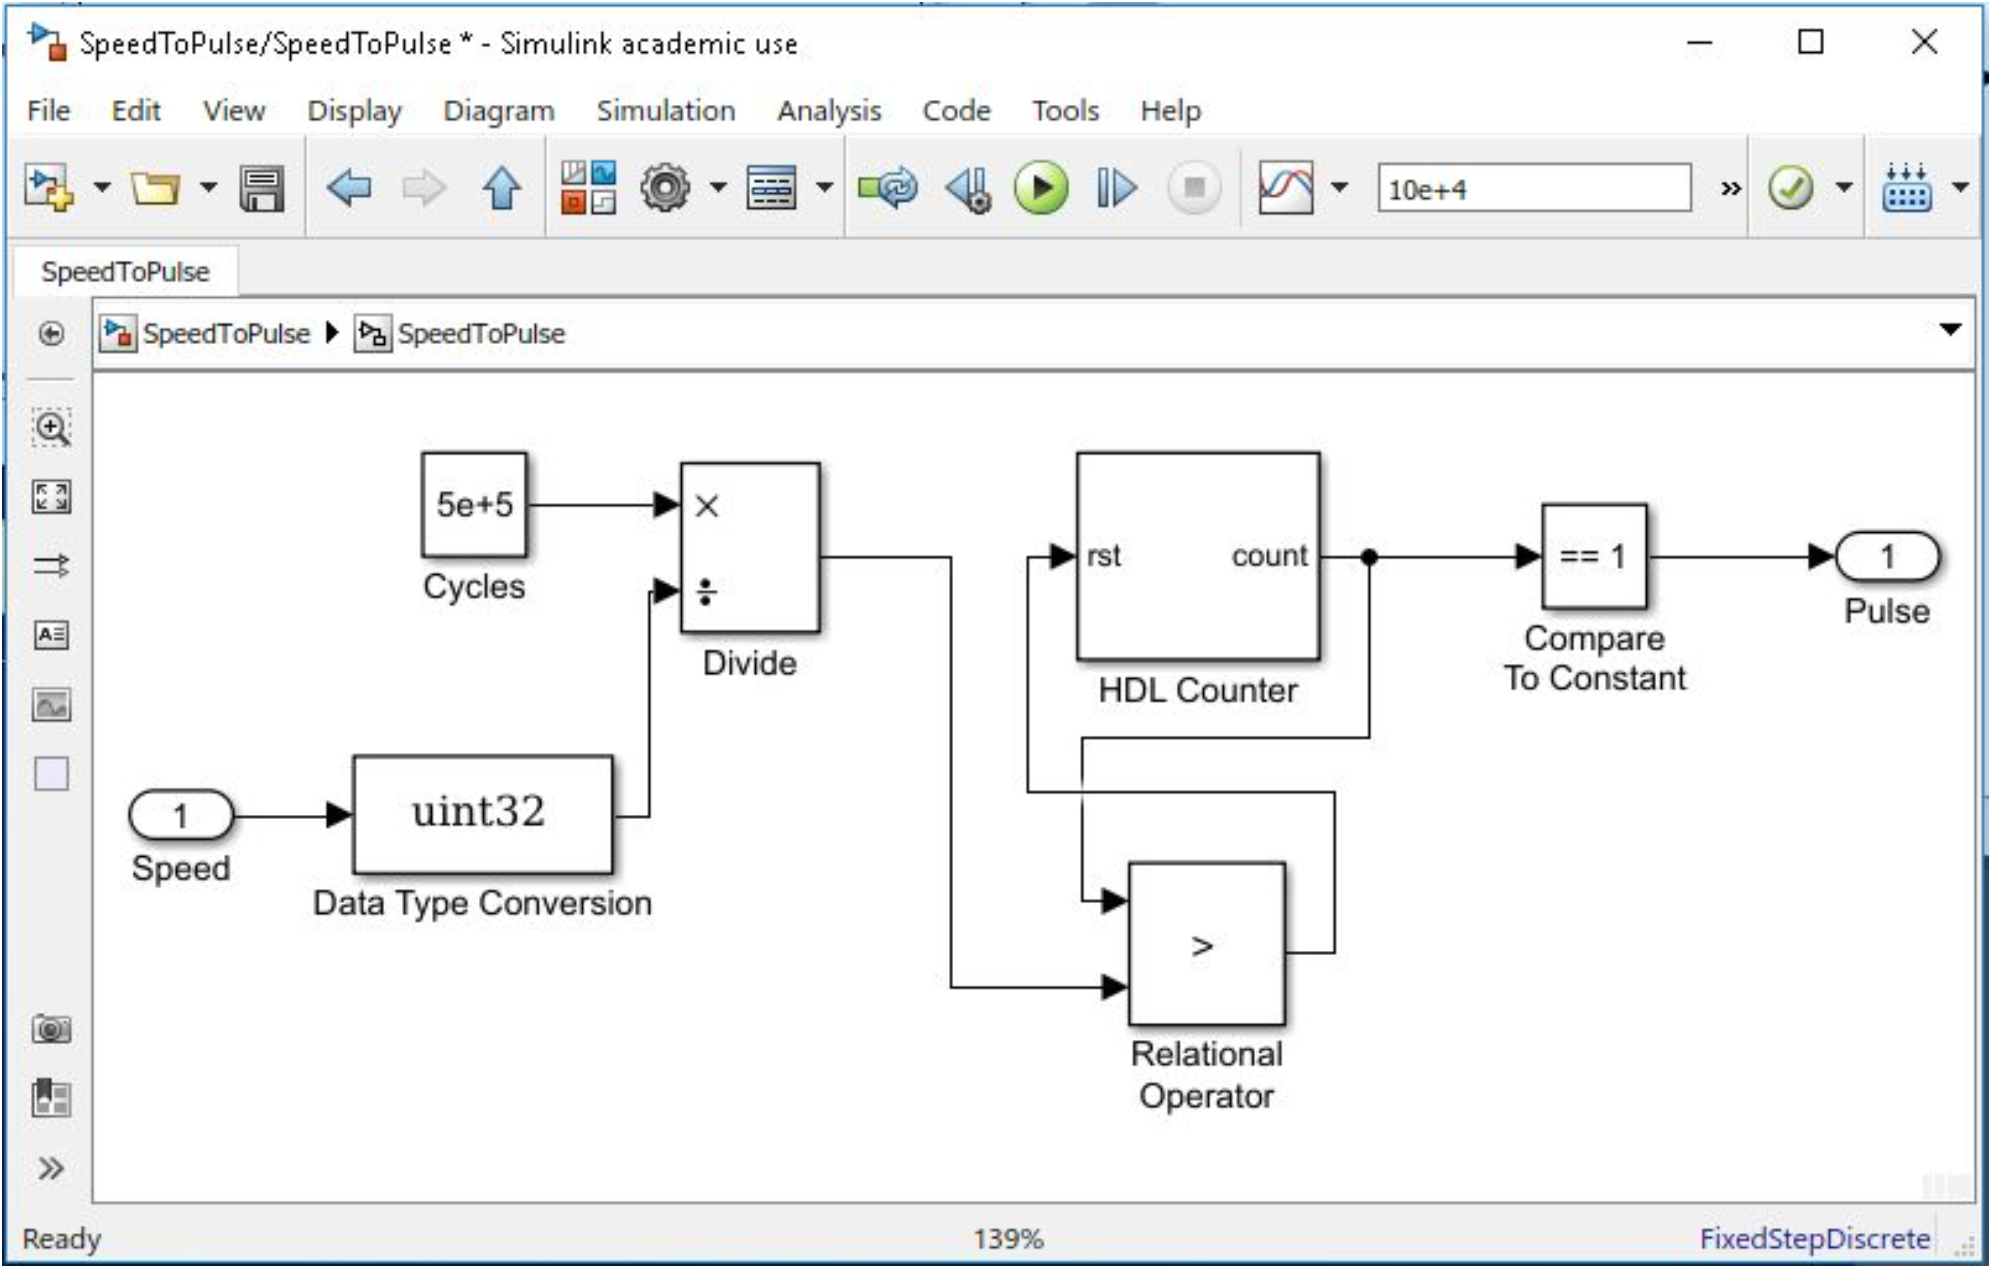 SpeedToPulse/SpeedToPulse * - Simulink academic use
File Edit View Display Diagram Simulation Analysis Code Tools Help
10e+4 »
SpeedToPulse
SpeedToPulse SpeedToPulse
5e+5
Cycles
×
÷
Divide
rst count
HDL Counter
== 1
Compare
To Constant
1
Pulse
1
Speed
uint32
Data Type Conversion
>
Relational
Operator
Ready 139% FixedStepDiscrete